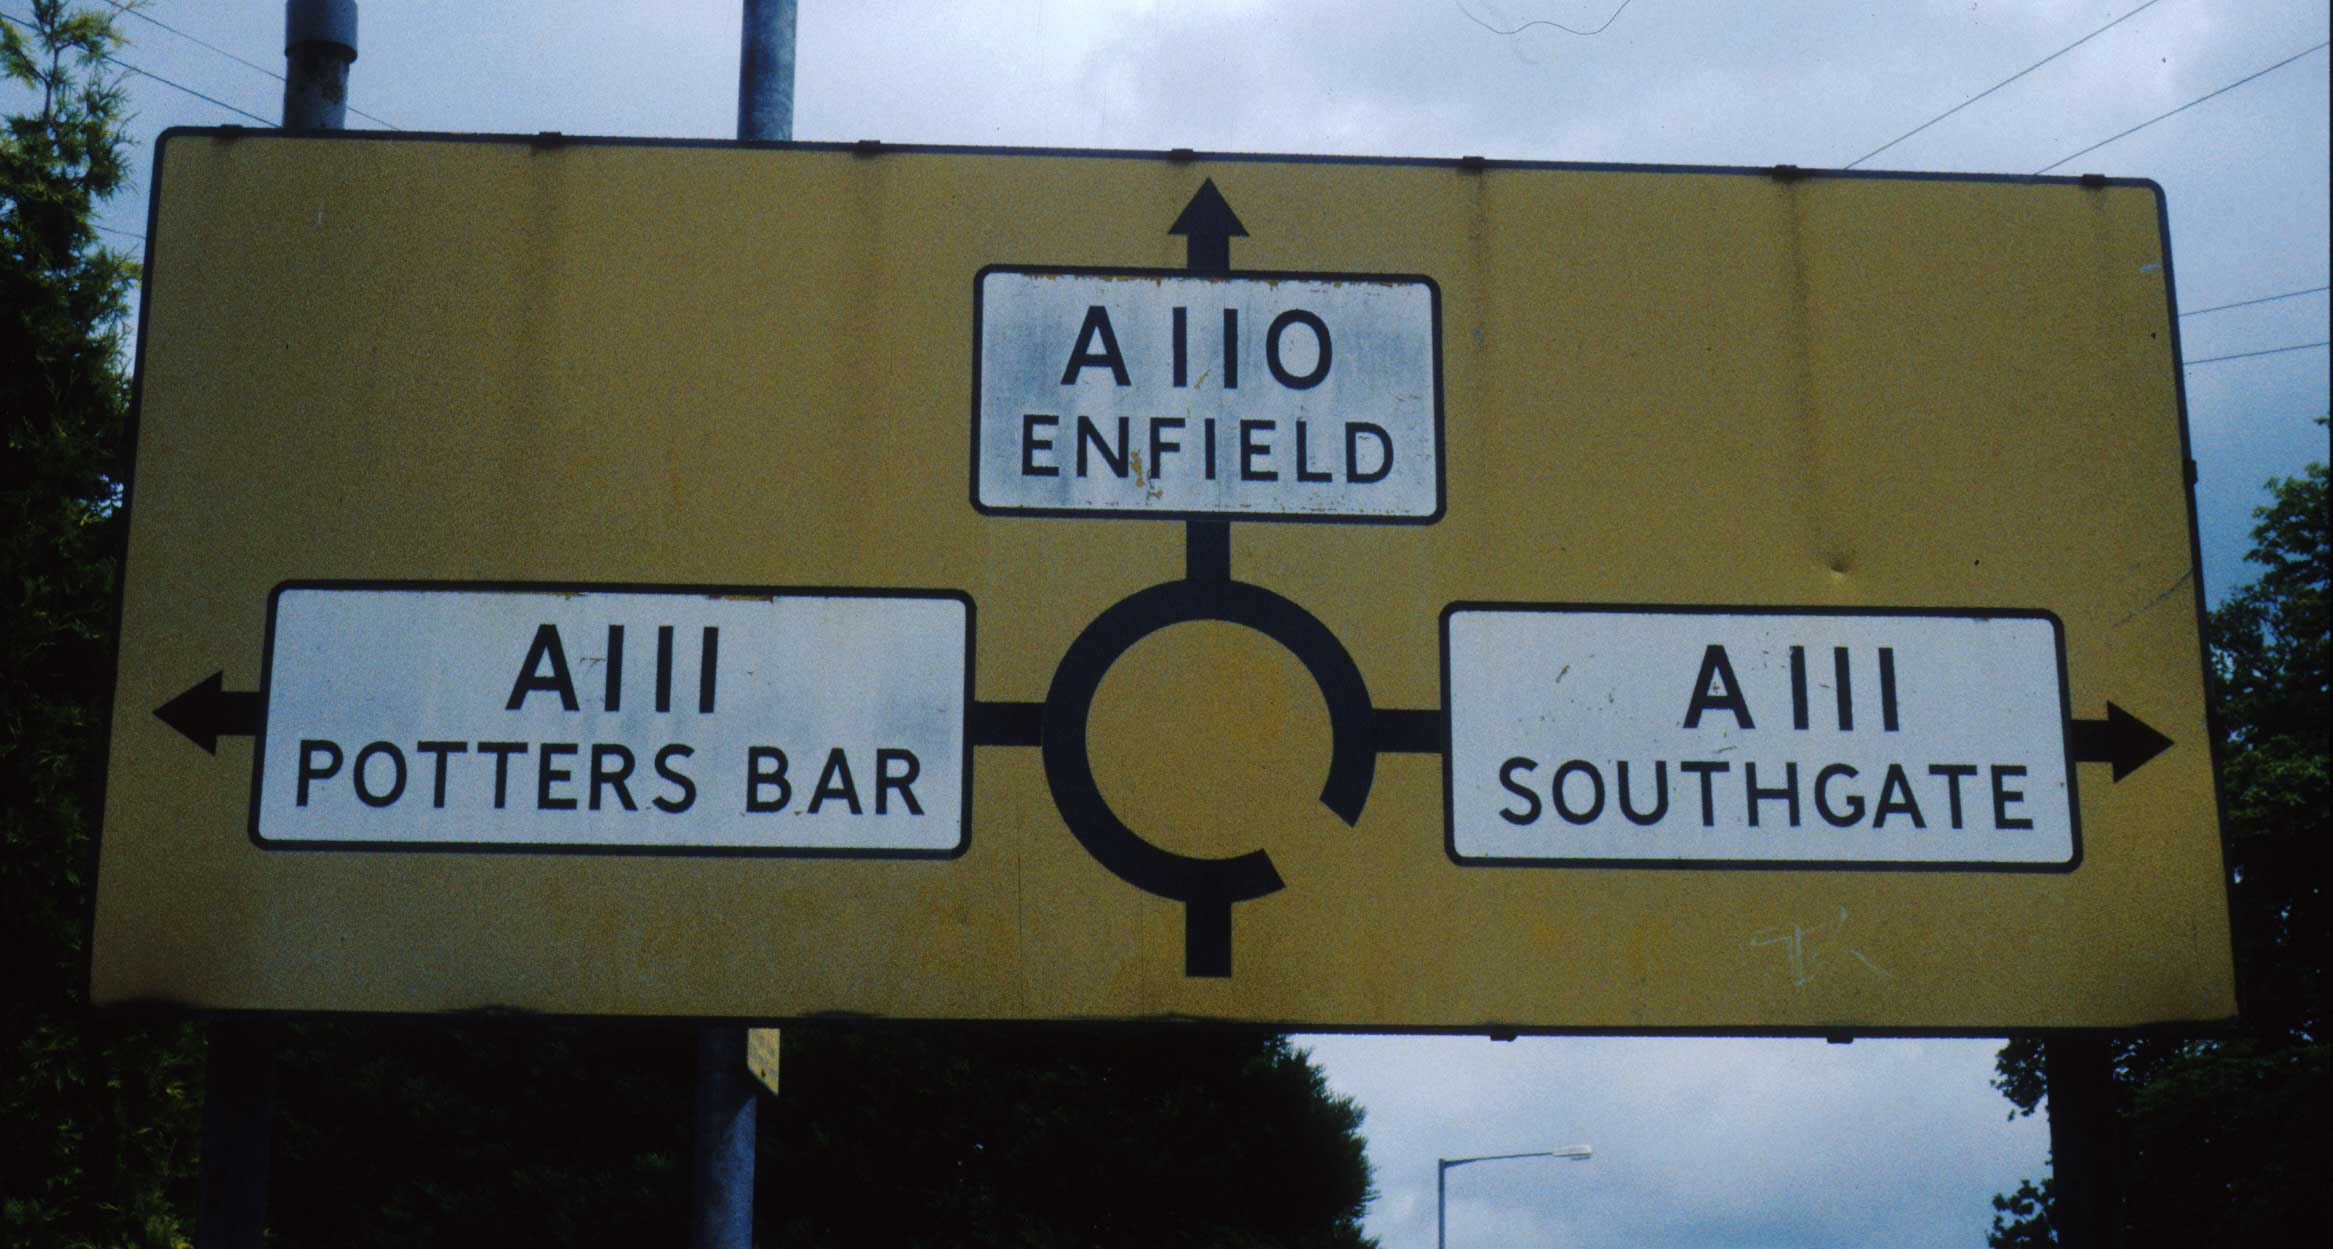 A110
ENFIELD
A111
POTTERS BAR
A111
SOUTHGATE